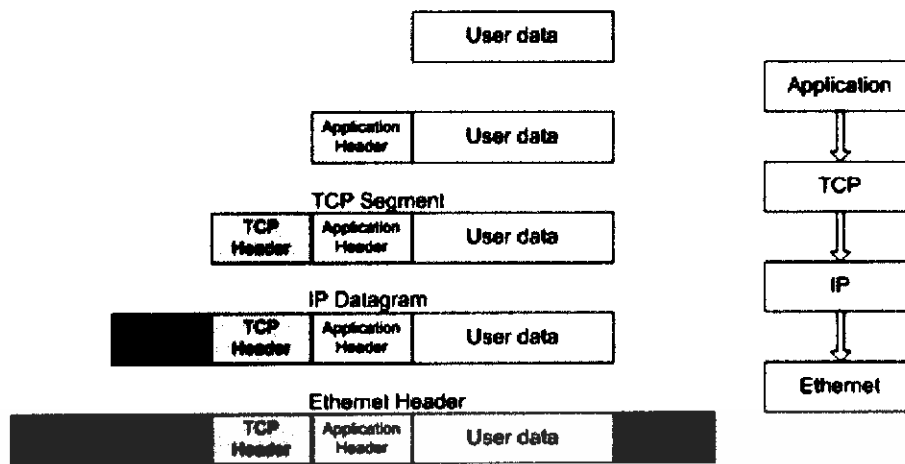 User data
Application
Application Header
User data
TCP Segment
TCP
TCP Header
Application Header
User data
IP Datagram
IP
TCP Header
Application Header
User data
Ethernet Header
Ethernet
TCP Header
Application Header
User data